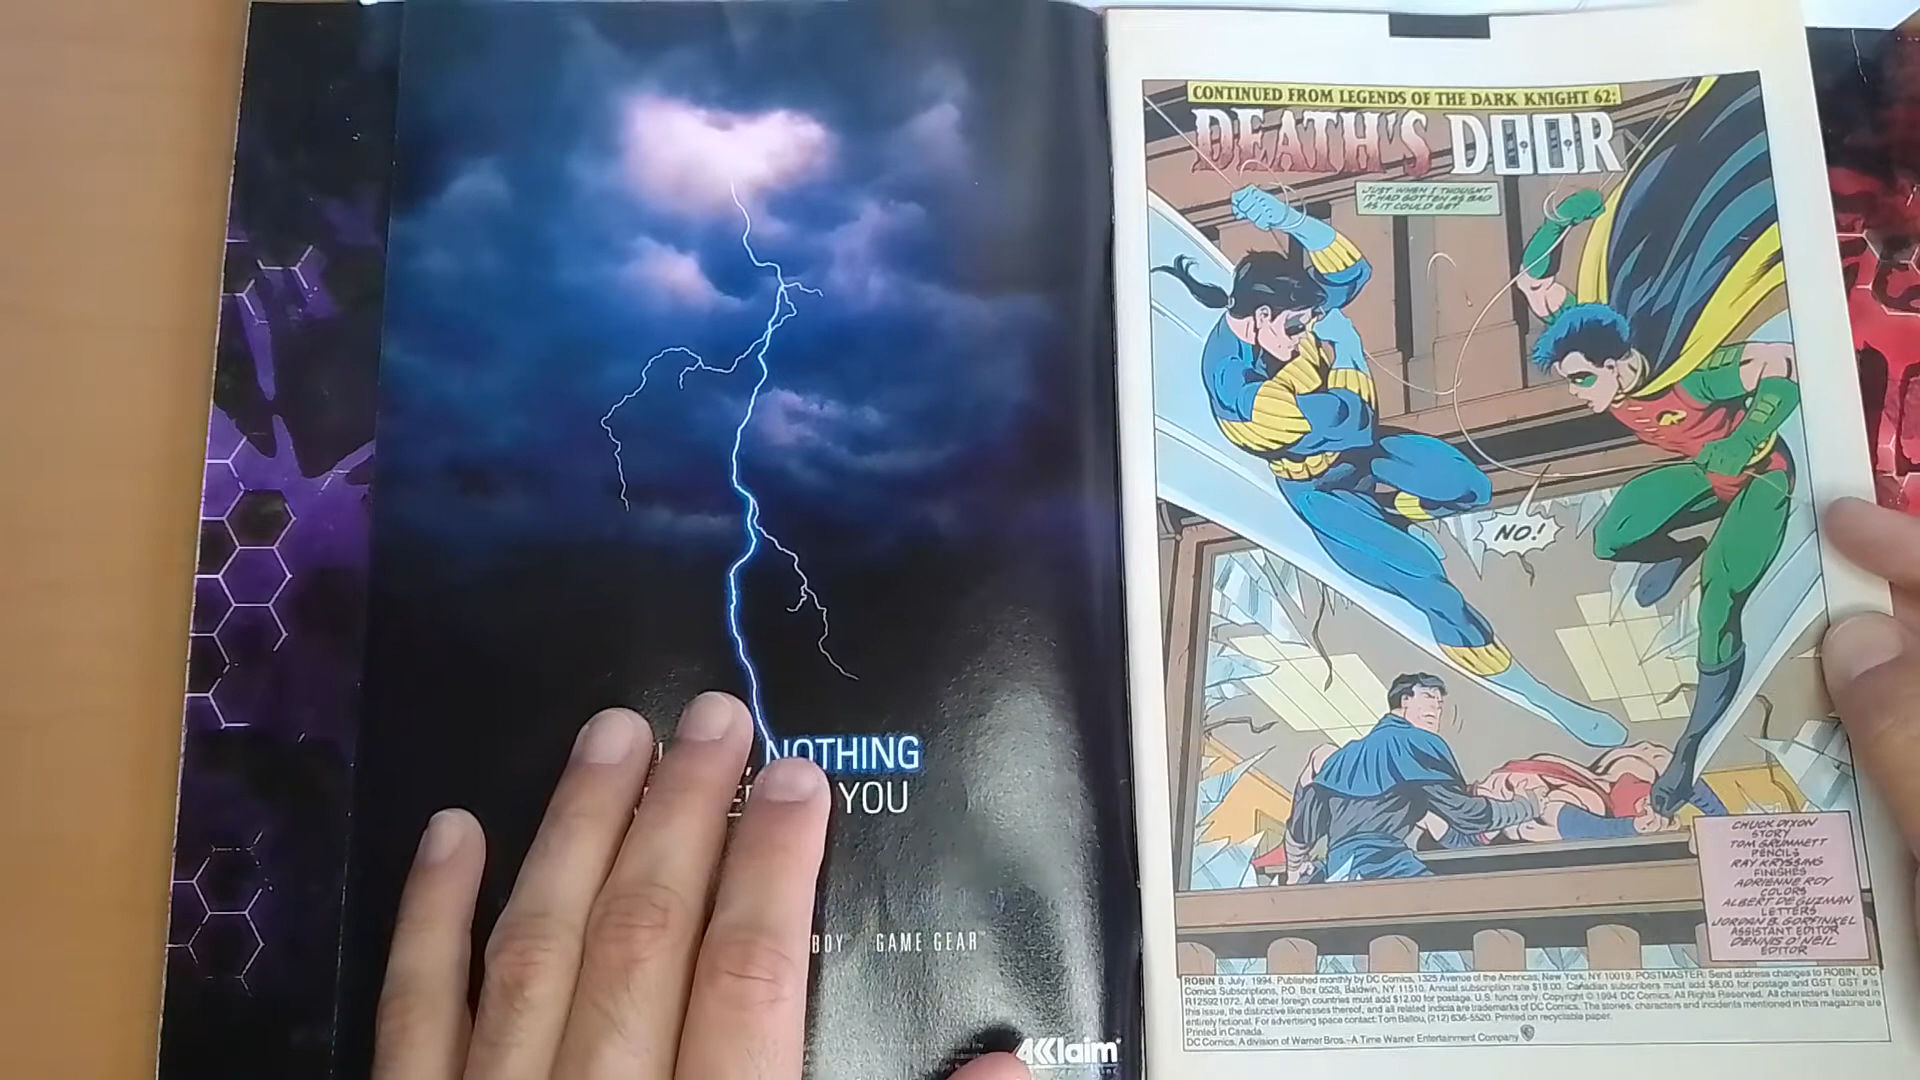 NOTHING
YOU
BOY GAME GEAR™
AKklaim
CONTINUED FROM LEGENDS OF THE DARK KNIGHT 62:
DEATH'S DOOR
JUST WHEN I THOUGHT
IT HAD GOTTEN AS BAD
AS IT COULD GET.
NO!
CHUCK DIXON
STORY
TOM GRUMMETT
PENCILS
RAY KRYSSING
FINISHES
ADRIENNE ROY
COLORS
ALBERT DE GUZMAN
LETTERS
JORDAN B. GORFINKEL
ASSISTANT EDITOR
DENNIS O'NEIL
EDITOR
ROBIN 8. July, 1994. Published monthly by DC Comics, 1325 Avenue of the Americas, New York, NY 10019. POSTMASTER: Send address changes to ROBIN, DC
Comics Subscriptions, P.O. Box 0528, Baldwin, NY 11510. Annual subscription rate $18.00. Canadian subscribers must add $8.00 for postage and GST. GST # is
R125921072. All other foreign countries must add $12.00 for postage. U.S. funds only. Copyright © 1994 DC Comics. All Rights Reserved. All characters featured in
this issue, the distinctive likenesses thereof, and all related indicia are trademarks of DC Comics. The stories, characters and incidents mentioned in this magazine are
entirely fictional. For advertising space contact: Tom Ballou, (212) 636-5520. Printed on recyclable paper.
Printed in Canada.
DC Comics. A division of Warner Bros.-A Time Warner Entertainment Company